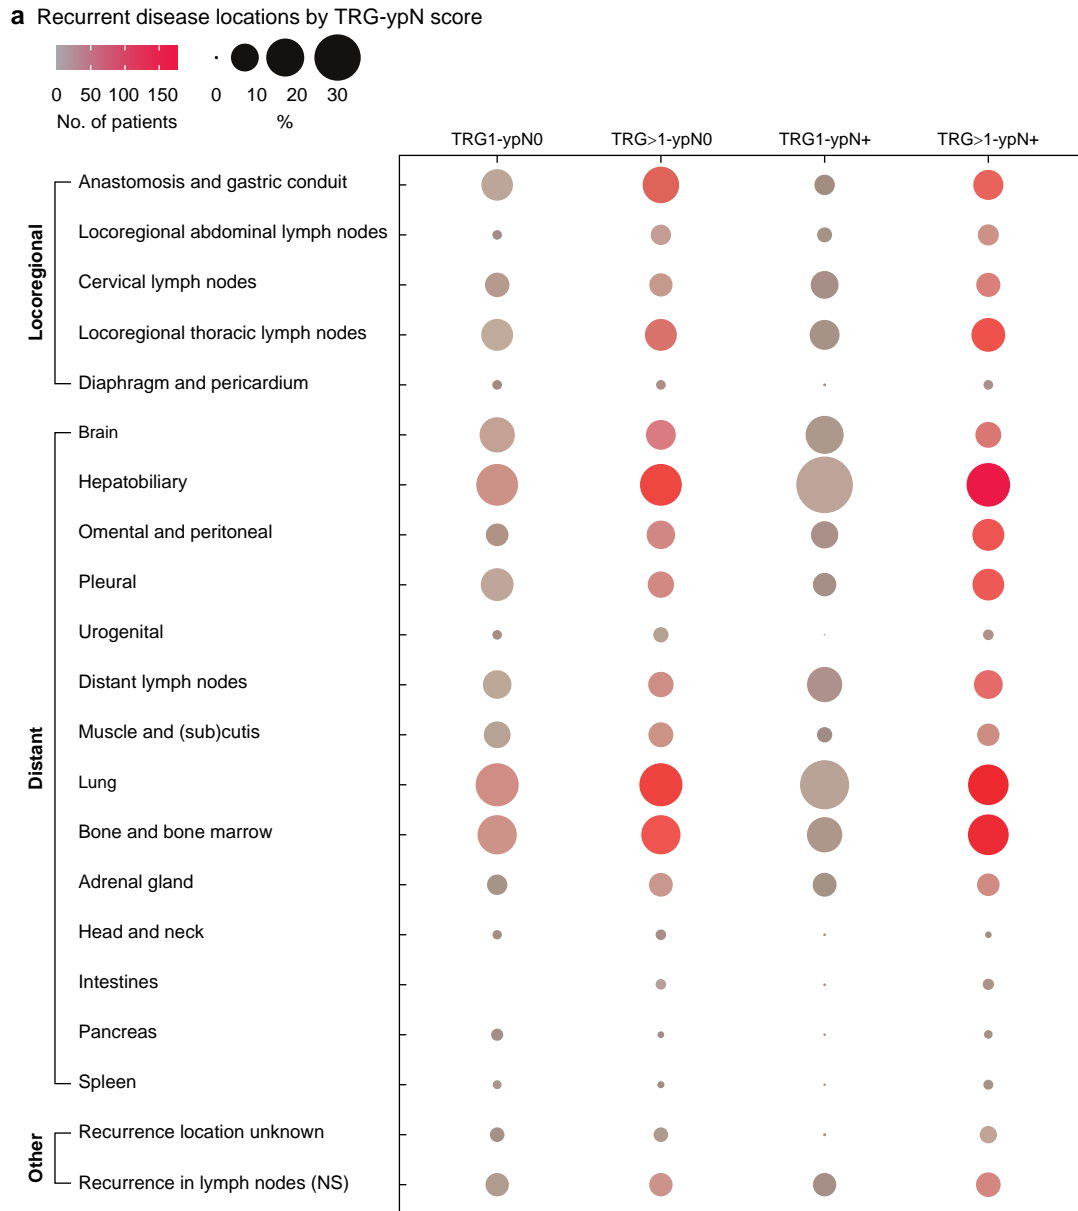 a Recurrent disease locations by TRG-ypN score
0 50 100 150
No. of patients
0 10 20 30
%
TRG1-ypN0 TRG>1-ypN0 TRG1-ypN+ TRG>1-ypN+
Locoregional
Anastomosis and gastric conduit
Locoregional abdominal lymph nodes
Cervical lymph nodes
Locoregional thoracic lymph nodes
Diaphragm and pericardium
Distant
Brain
Hepatobiliary
Omental and peritoneal
Pleural
Urogenital
Distant lymph nodes
Muscle and (sub)cutis
Lung
Bone and bone marrow
Adrenal gland
Head and neck
Intestines
Pancreas
Spleen
Other
Recurrence location unknown
Recurrence in lymph nodes (NS)